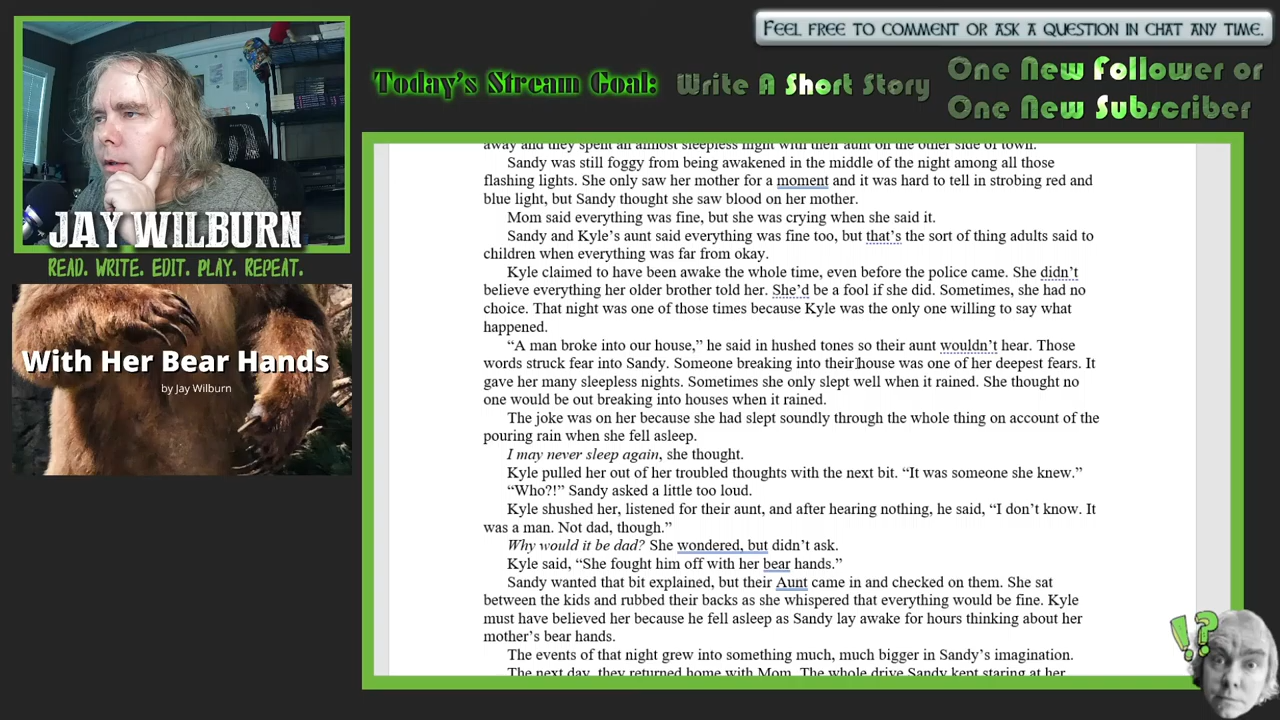 FEEL FREE TO COMMENT OR ASK A QUESTION IN CHAT ANY TIME.
Today's Stream Goal:
Write A Short Story
One New Follower or
One New Subscriber
JAY WILBURN
READ. WRITE. EDIT. PLAY. REPEAT.
With Her Bear Hands
by Jay Wilburn
away and they spent an almost sleepless night with their aunt on the other side of town.
Sandy was still foggy from being awakened in the middle of the night among all those
flashing lights. She only saw her mother for a moment and it was hard to tell in strobing red and
blue light, but Sandy thought she saw blood on her mother.
Mom said everything was fine, but she was crying when she said it.
Sandy and Kyle’s aunt said everything was fine too, but that’s the sort of thing adults said to
children when everything was far from okay.
Kyle claimed to have been awake the whole time, even before the police came. She didn’t
believe everything her older brother told her. She’d be a fool if she did. Sometimes, she had no
choice. That night was one of those times because Kyle was the only one willing to say what
happened.
“A man broke into our house,” he said in hushed tones so their aunt wouldn’t hear. Those
words struck fear into Sandy. Someone breaking into their house was one of her deepest fears. It
gave her many sleepless nights. Sometimes she only slept well when it rained. She thought no
one would be out breaking into houses when it rained.
The joke was on her because she had slept soundly through the whole thing on account of the
pouring rain when she fell asleep.
I may never sleep again, she thought.
Kyle pulled her out of her troubled thoughts with the next bit. “It was someone she knew.”
“Who?!” Sandy asked a little too loud.
Kyle shushed her, listened for their aunt, and after hearing nothing, he said, “I don’t know. It
was a man. Not dad, though.”
Why would it be dad? She wondered, but didn’t ask.
Kyle said, “She fought him off with her bear hands.”
Sandy wanted that bit explained, but their Aunt came in and checked on them. She sat
between the kids and rubbed their backs as she whispered that everything would be fine. Kyle
must have believed her because he fell asleep as Sandy lay awake for hours thinking about her
mother’s bear hands.
The events of that night grew into something much, much bigger in Sandy’s imagination.
The next day, they returned home with Mom. The whole drive Sandy kept staring at her
!?